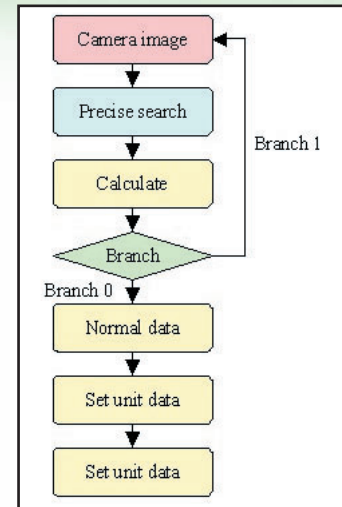 Camera image
Precise search
Branch 1
Calculate
Branch
Branch 0
Normal data
Set unit data
Set unit data